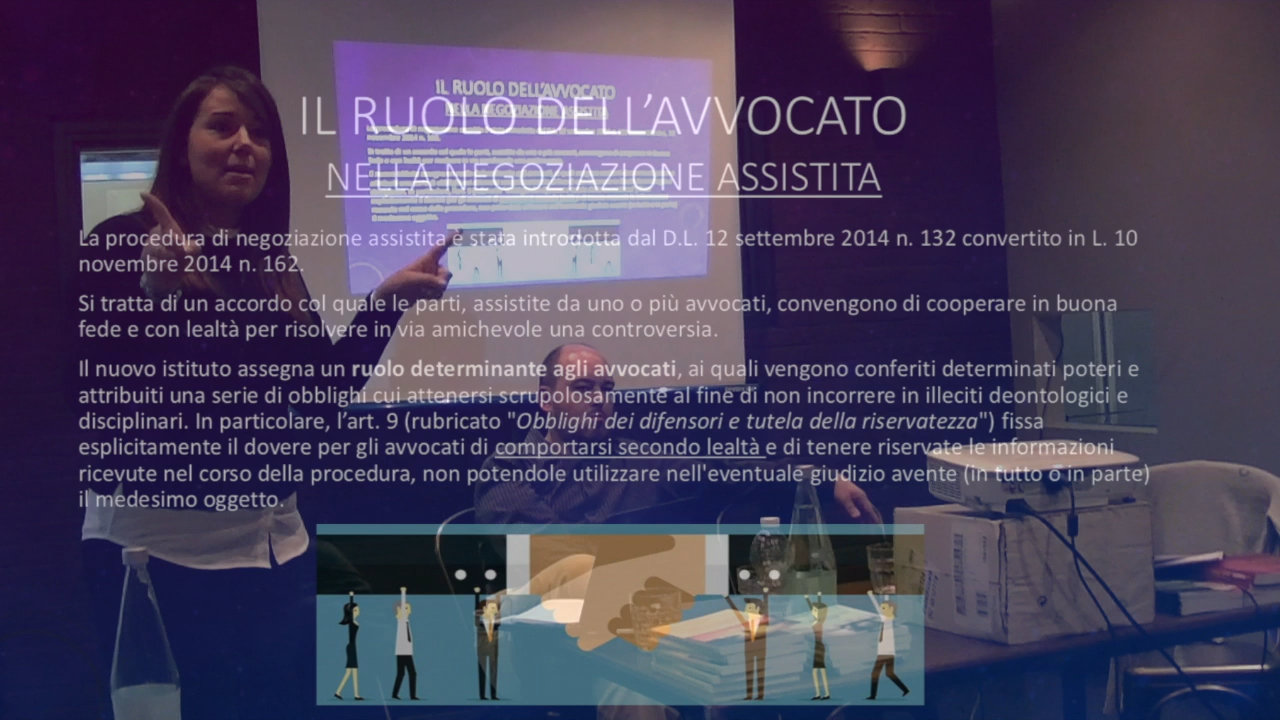 IL RUOLO DELL'AVVOCATO
NELLA NEGOZIAZIONE ASSISTITA
La procedura di negoziazione assistita è stata introdotta dal D.L. 12 settembre 2014 n. 132 convertito in L. 10
novembre 2014 n. 162.
Si tratta di un accordo col quale le parti, assistite da uno o più avvocati, convengono di cooperare in buona
fede e con lealtà per risolvere in via amichevole una controversia.
Il nuovo istituto assegna un ruolo determinante agli avvocati, ai quali vengono conferiti determinati poteri e
attribuiti una serie di obblighi cui attenersi scrupolosamente al fine di non incorrere in illeciti deontologici e
disciplinari. In particolare, l'art. 9 (rubricato "Obblighi dei difensori e tutela della riservatezza") fissa
esplicitamente il dovere per gli avvocati di comportarsi secondo lealtà e di tenere riservate le informazioni
ricevute nel corso della procedura, non potendole utilizzare nell'eventuale giudizio avente (in tutto o in parte)
il medesimo oggetto.
IL RUOLO DELL'AVVOCATO
NELLA NEGOZIAZIONE ASSISTITA